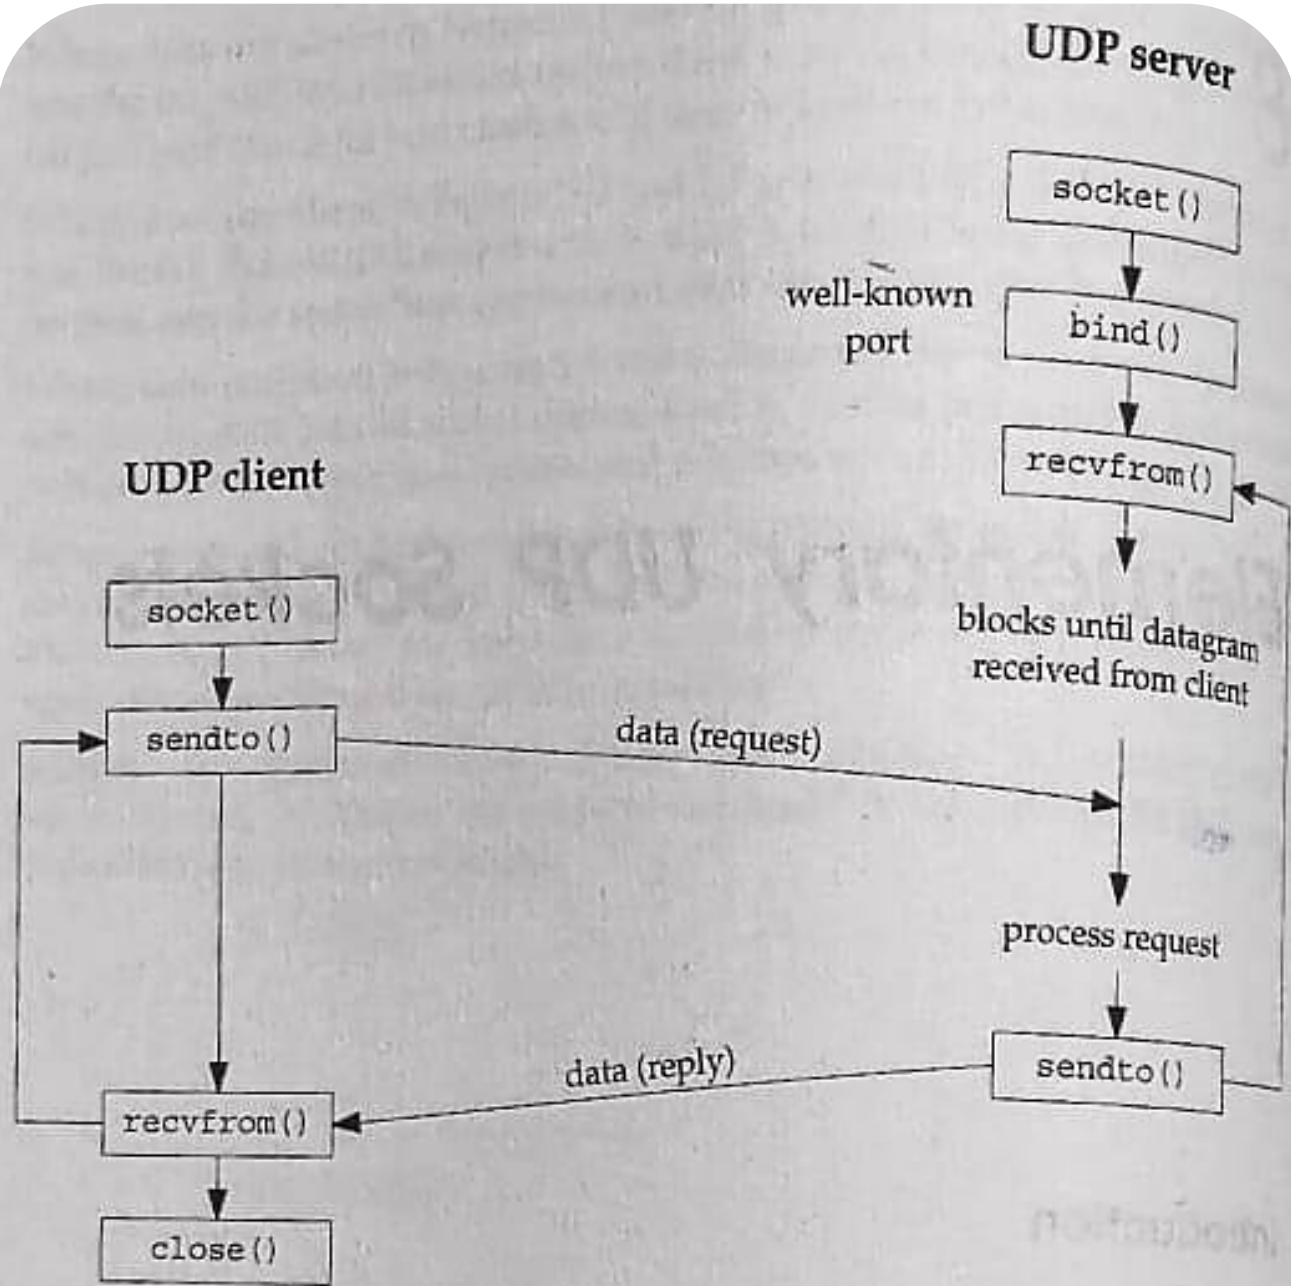 UDP server
socket()
well-known
port
bind()
recvfrom()
UDP client
blocks until datagram
received from client
socket()
sendto()
data (request)
process request
sendto()
data (reply)
recvfrom()
close()